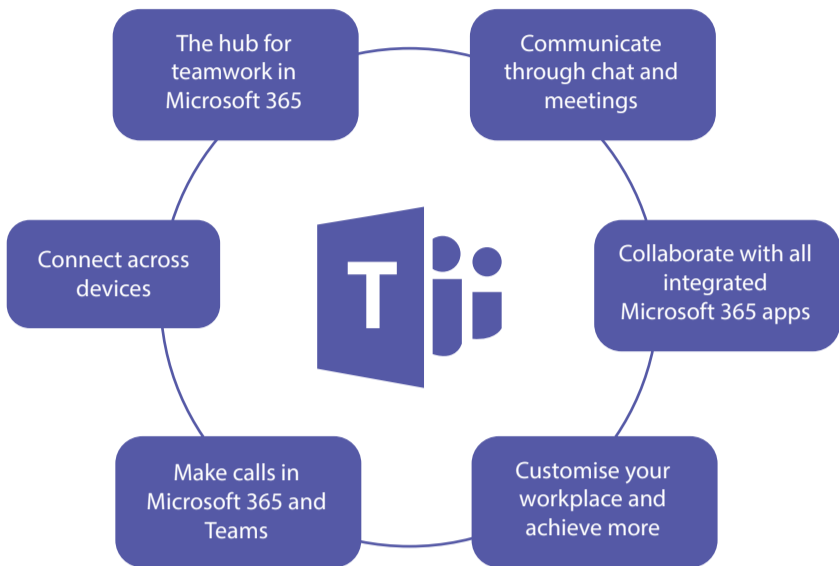 The hub for
teamwork in
Microsoft 365
Communicate
through chat and
meetings
Connect across
devices
T
Collaborate with all
integrated
Microsoft 365 apps
Make calls in
Microsoft 365 and
Teams
Customise your
workplace and
achieve more